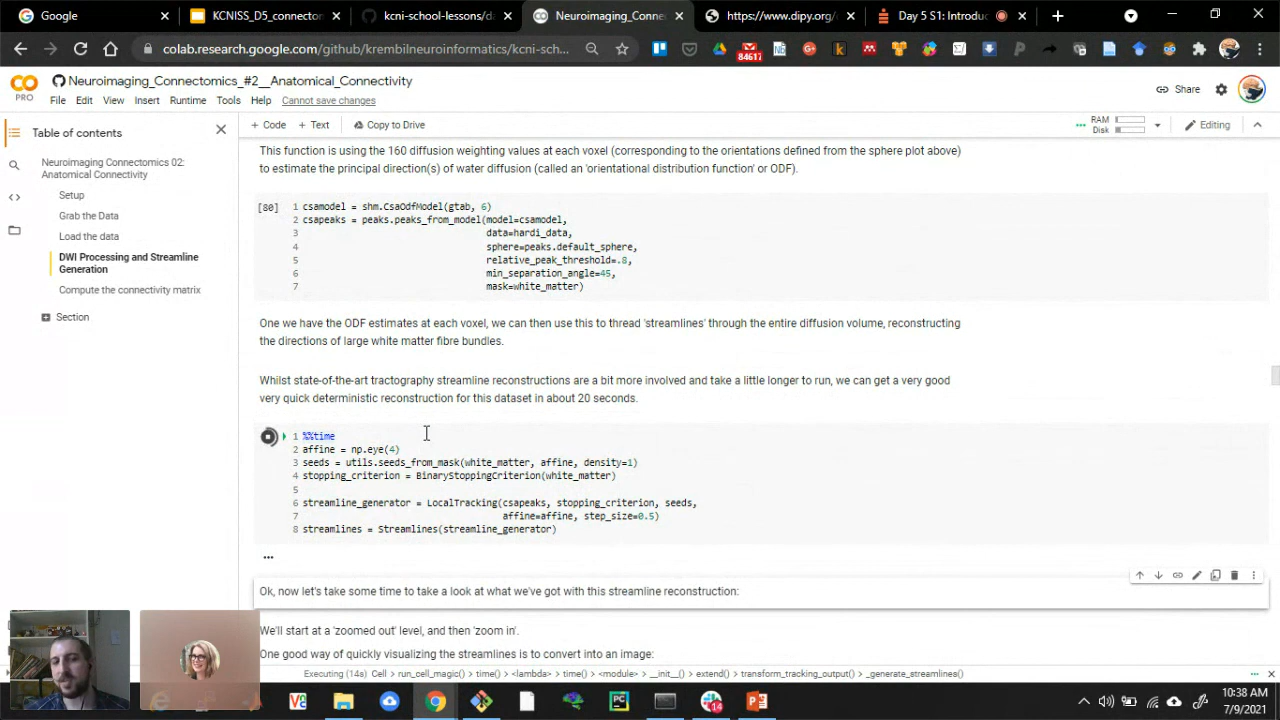 Google
KCNISS_D5_connectom
kcni-school-lessons/da
Neuroimaging_Conne
https://www.dipy.org/
Day 5 S1: Introduc
colab.research.google.com/github/krembilneuroinformatics/kcni-sch...
84617
Neuroimaging_Connectomics_#2__Anatomical_Connectivity
PRO
File Edit View Insert Runtime Tools Help Cannot save changes
Share
Table of contents
+ Code + Text Copy to Drive
RAM
Disk
Editing
Neuroimaging Connectomics 02:
Anatomical Connectivity
Setup
Grab the Data
Load the data
DWI Processing and Streamline
Generation
Compute the connectivity matrix
Section
This function is using the 160 diffusion weighting values at each voxel (corresponding to the orientations defined from the sphere plot above)
to estimate the principal direction(s) of water diffusion (called an 'orientational distribution function' or ODF).
[80] 1 csamodel = shm.CsaOdfModel(gtab, 6)
2 csapeaks = peaks.peaks_from_model(model=csamodel,
3 data=hardi_data,
4 sphere=peaks.default_sphere,
5 relative_peak_threshold=.8,
6 min_separation_angle=45,
7 mask=white_matter)
One we have the ODF estimates at each voxel, we can then use this to thread 'streamlines' through the entire diffusion volume, reconstructing
the directions of large white matter fibre bundles.
Whilst state-of-the-art tractography streamline reconstructions are a bit more involved and take a little longer to run, we can get a very good
very quick deterministic reconstruction for this dataset in about 20 seconds.
1 %%time
2 affine = np.eye(4)
3 seeds = utils.seeds_from_mask(white_matter, affine, density=1)
4 stopping_criterion = BinaryStoppingCriterion(white_matter)
5
6 streamline_generator = LocalTracking(csapeaks, stopping_criterion, seeds,
7 affine=affine, step_size=0.5)
8 streamlines = Streamlines(streamline_generator)
...
Ok, now let's take some time to take a look at what we've got with this streamline reconstruction:
We'll start at a 'zoomed out' level, and then 'zoom in'.
One good way of quickly visualizing the streamlines is to convert into an image:
Executing (14s) Cell > run_cell_magic() > time() > <lambda> > time() > <module> > __init__() > extend() > transform_tracking_output() > _generate_streamlines()
14
10:38 AM
7/9/2021